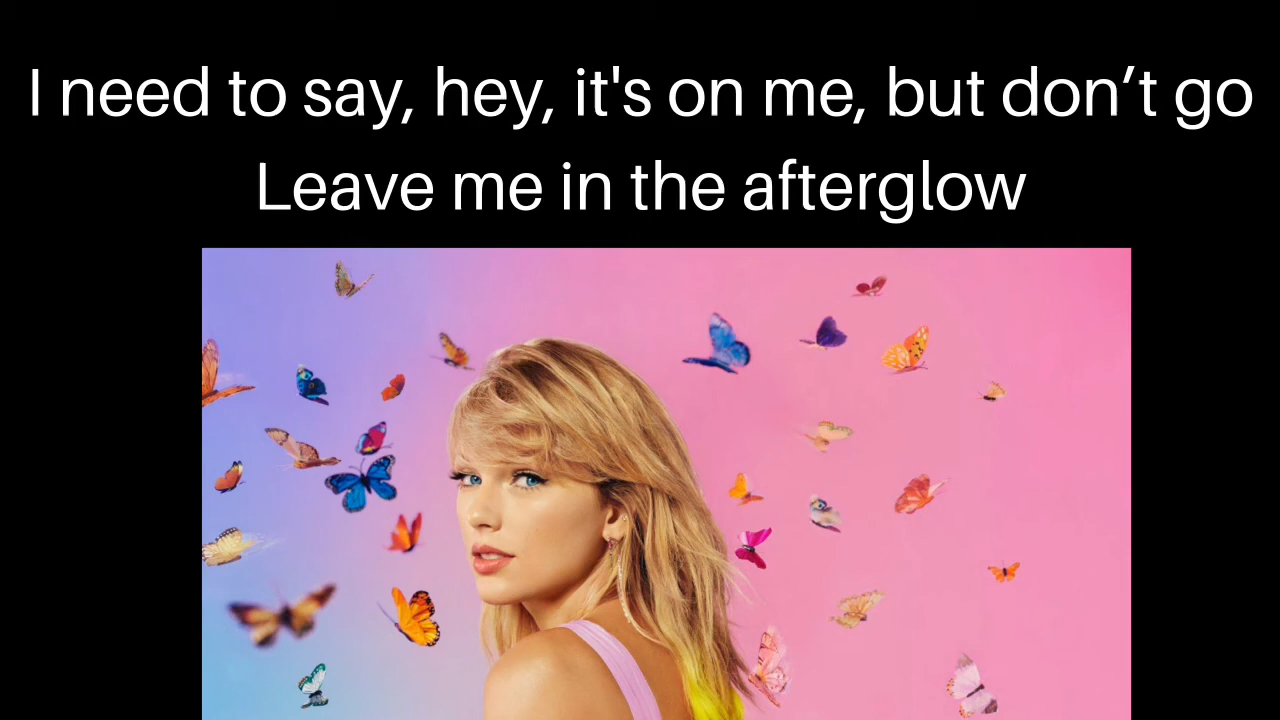 I need to say, hey, it's on me, but don’t go
Leave me in the afterglow